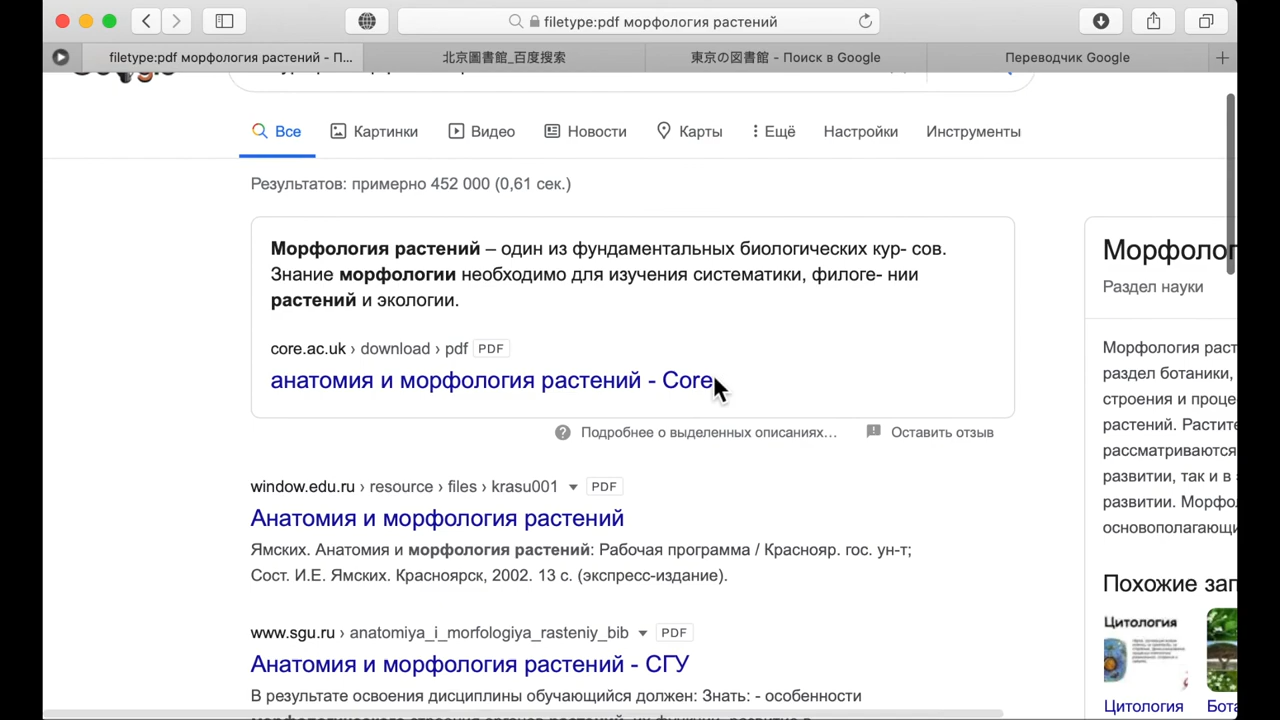 filetype:pdf морфология растений
filetype:pdf морфология растений - П...
北京圖書館_百度搜索
東京の図書館 - Поиск в Google
Переводчик Google
Все
Картинки
Видео
Новости
Карты
Ещё
Настройки
Инструменты
Результатов: примерно 452 000 (0,61 сек.)
Морфология растений – один из фундаментальных биологических кур- сов.
Знание морфологии необходимо для изучения систематики, филоге- нии
растений и экологии.
core.ac.uk › download › pdf PDF
анатомия и морфология растений - Core
Подробнее о выделенных описаниях…
Оставить отзыв
window.edu.ru › resource › files › krasu001 PDF
Анатомия и морфология растений
Ямских. Анатомия и морфология растений: Рабочая программа / Краснояр. гос. ун-т;
Сост. И.Е. Ямских. Красноярск, 2002. 13 с. (экспресс-издание).
www.sgu.ru › anatomiya_i_morfologiya_rasteniy_bib PDF
Анатомия и морфология растений - СГУ
В результате освоения дисциплины обучающийся должен: Знать: - особенности
Морфолог
Раздел науки
Морфология раст
раздел ботаники,
строения и проце
растений. Растите
рассматриваются
развитии, так и в
развитии. Морфо
основополагающи
Похожие зап
Цитология
Цитология
Бота